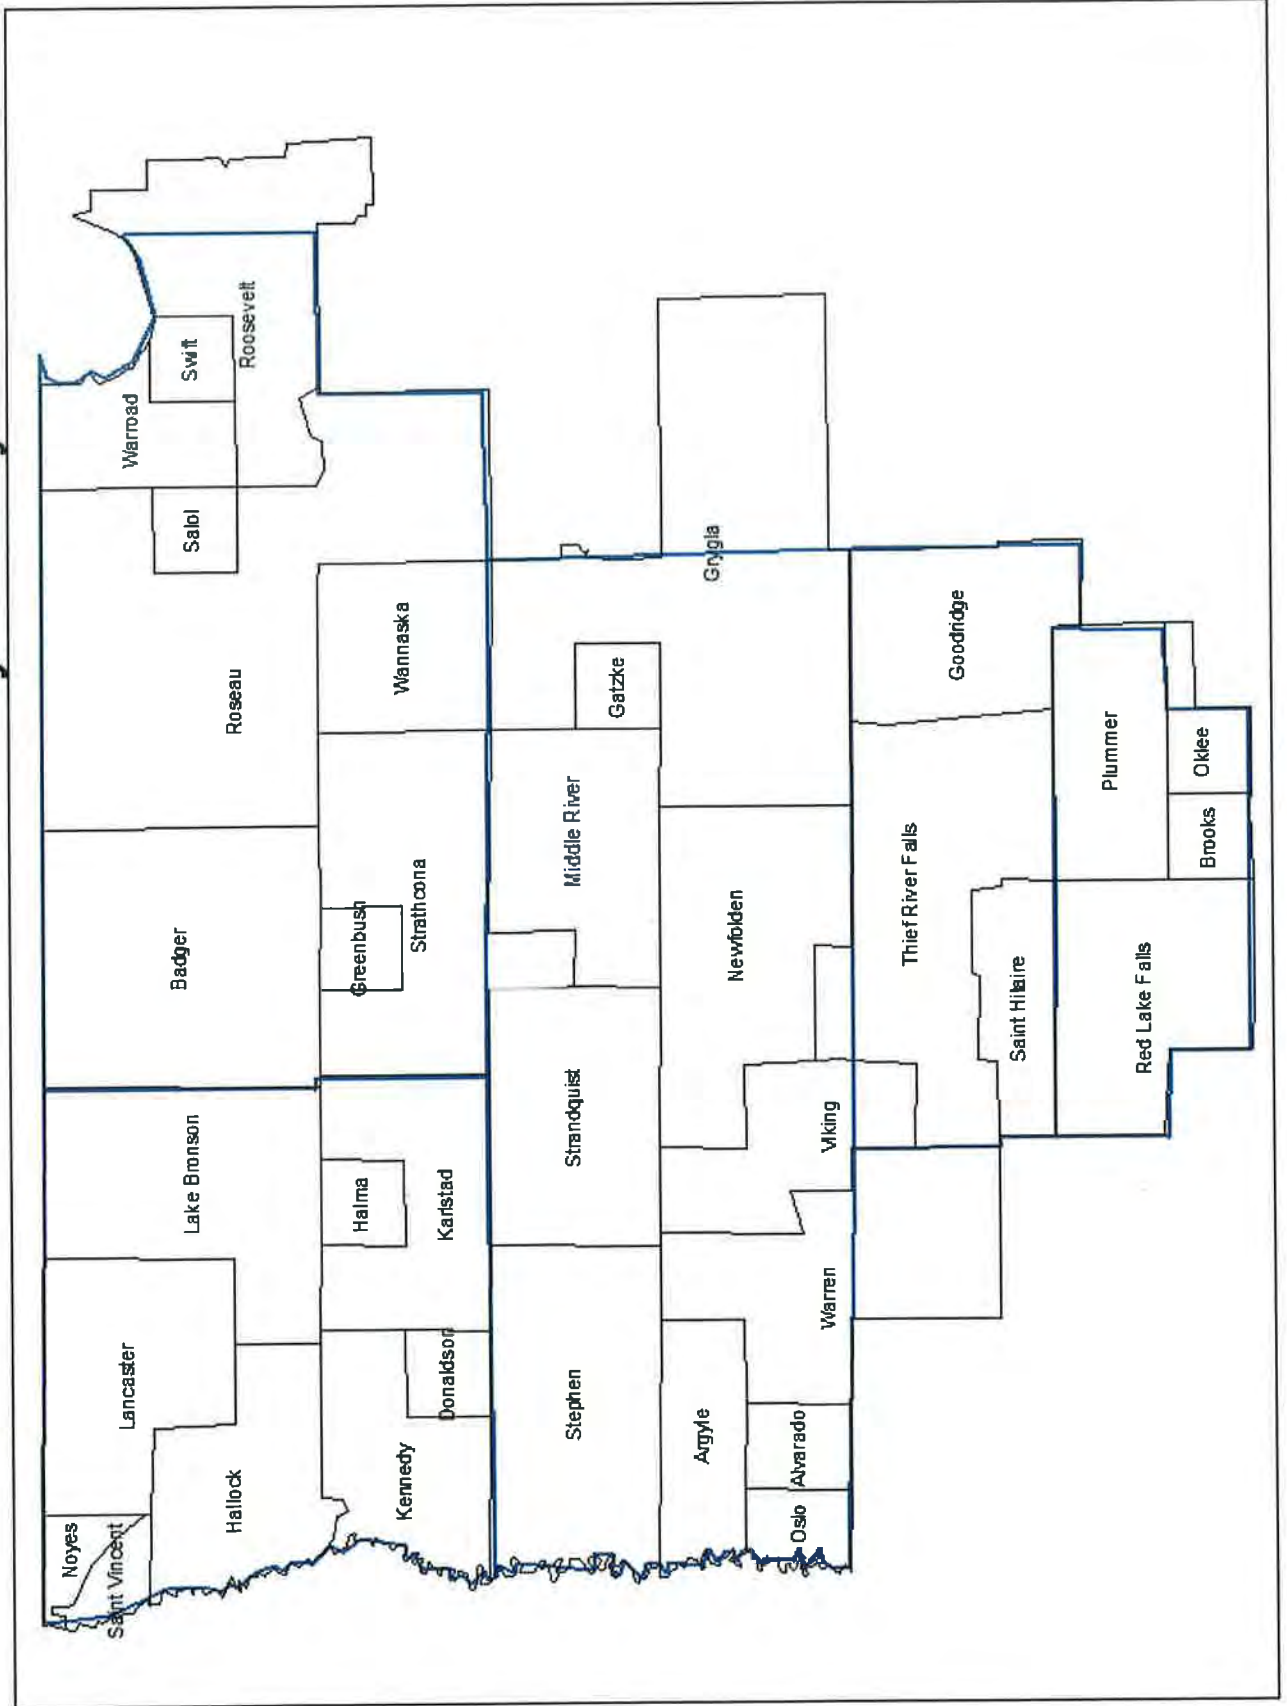 Noyes
Saint Vincent
Lancaster
Hallock
Lake Bronson
Badger
Roseau
Warroad
Salol
Swift
Roosevelt
Kennedy
Donaldson
Halma
Karlstad
Greenbush
Strathcona
Wannaska
Stephen
Strandquist
Middle River
Gatzke
Grygla
Argyle
Oslo
Alvarado
Warren
Viking
Newfolden
Thief River Falls
Goodridge
Saint Hilaire
Red Lake Falls
Plummer
Brooks
Oklee